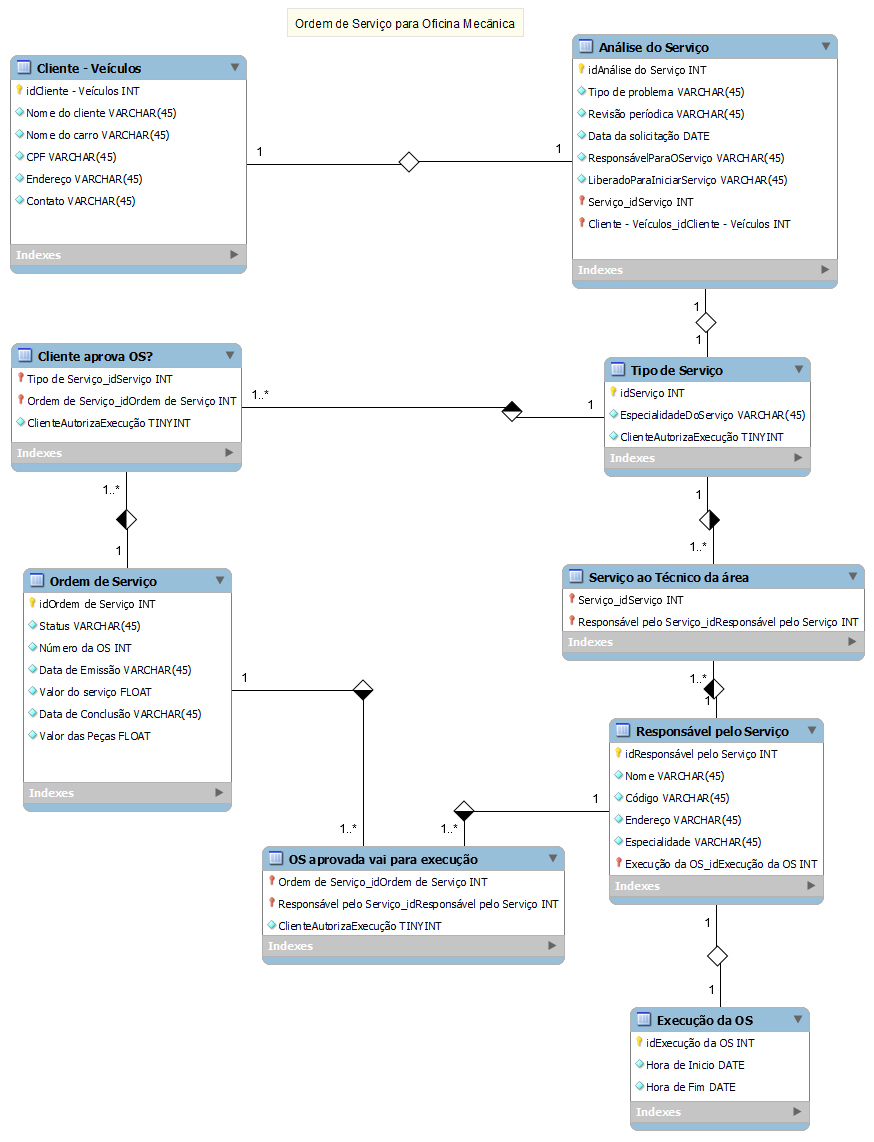 Ordem de Serviço para Oficina Mecânica
Cliente - Veículos
idCliente - Veículos INT
Nome do cliente VARCHAR(45)
Nome do carro VARCHAR(45)
CPF VARCHAR(45)
Endereço VARCHAR(45)
Contato VARCHAR(45)
Indexes
1
1
Análise do Serviço
idAnálise do Serviço INT
Tipo de problema VARCHAR(45)
Revisão períodica VARCHAR(45)
Data da solicitação DATE
ResponsávelParaOServiço VARCHAR(45)
LiberadoParaIniciarServiço VARCHAR(45)
Serviço_idServiço INT
Cliente - Veículos_idCliente - Veículos INT
Indexes
1
1
Cliente aprova OS?
Tipo de Serviço_idServiço INT
Ordem de Serviço_idOrdem de Serviço INT
ClienteAutorizaExecução TINYINT
Indexes
1..*
1
Tipo de Serviço
idServiço INT
EspecialidadeDoServiço VARCHAR(45)
ClienteAutorizaExecução TINYINT
Indexes
1..*
1
1
1..*
Ordem de Serviço
idOrdem de Serviço INT
Status VARCHAR(45)
Número da OS INT
Data de Emissão VARCHAR(45)
Valor do serviço FLOAT
Data de Conclusão VARCHAR(45)
Valor das Peças FLOAT
Indexes
Serviço ao Técnico da área
Serviço_idServiço INT
Responsável pelo Serviço_idResponsável pelo Serviço INT
Indexes
1..*
1
1
1..*
Responsável pelo Serviço
idResponsável pelo Serviço INT
Nome VARCHAR(45)
Código VARCHAR(45)
Endereço VARCHAR(45)
Especialidade VARCHAR(45)
Execução da OS_idExecução da OS INT
Indexes
1
1..*
OS aprovada vai para execução
Ordem de Serviço_idOrdem de Serviço INT
Responsável pelo Serviço_idResponsável pelo Serviço INT
ClienteAutorizaExecução TINYINT
Indexes
1
1
Execução da OS
idExecução da OS INT
Hora de Inicio DATE
Hora de Fim DATE
Indexes